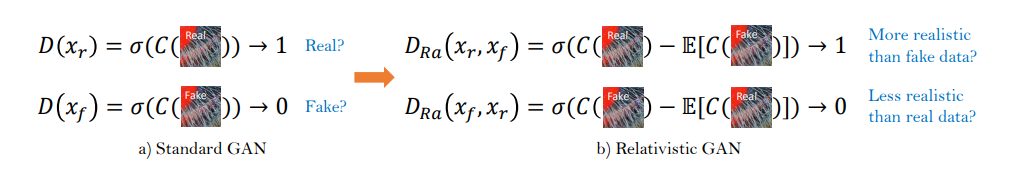 D(x_r) = σ(C(Real)) → 1 Real?
D_Ra(x_r, x_f) = σ(C(Real) − 𝔼[C(Fake)]) → 1 More realistic
than fake data?
D(x_f) = σ(C(Fake)) → 0 Fake?
D_Ra(x_f, x_r) = σ(C(Fake) − 𝔼[C(Real)]) → 0 Less realistic
than real data?
a) Standard GAN
b) Relativistic GAN